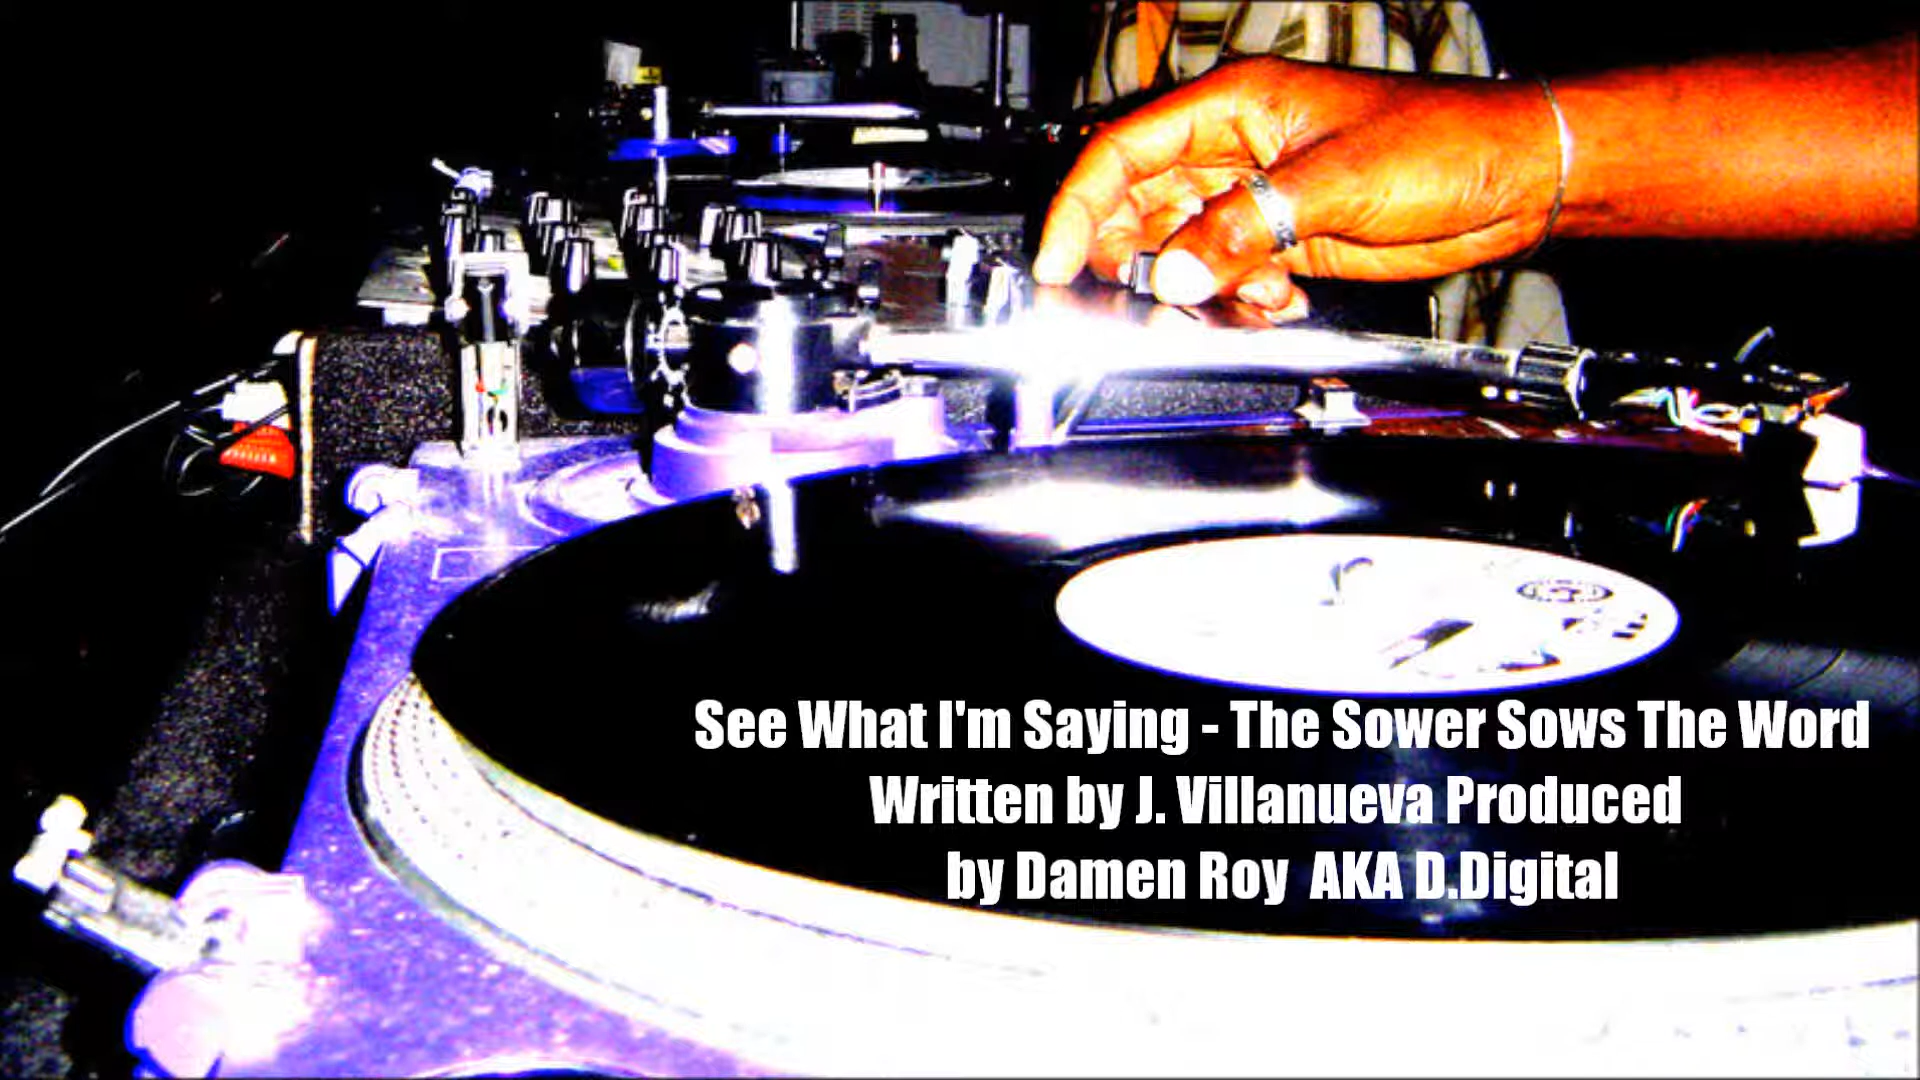 See What I'm Saying - The Sower Sows The Word
Written by J. Villanueva Produced
by Damen Roy  AKA D.Digital